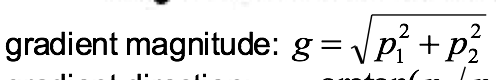 gradient magnitude: g = √(p₁² + p₂²)